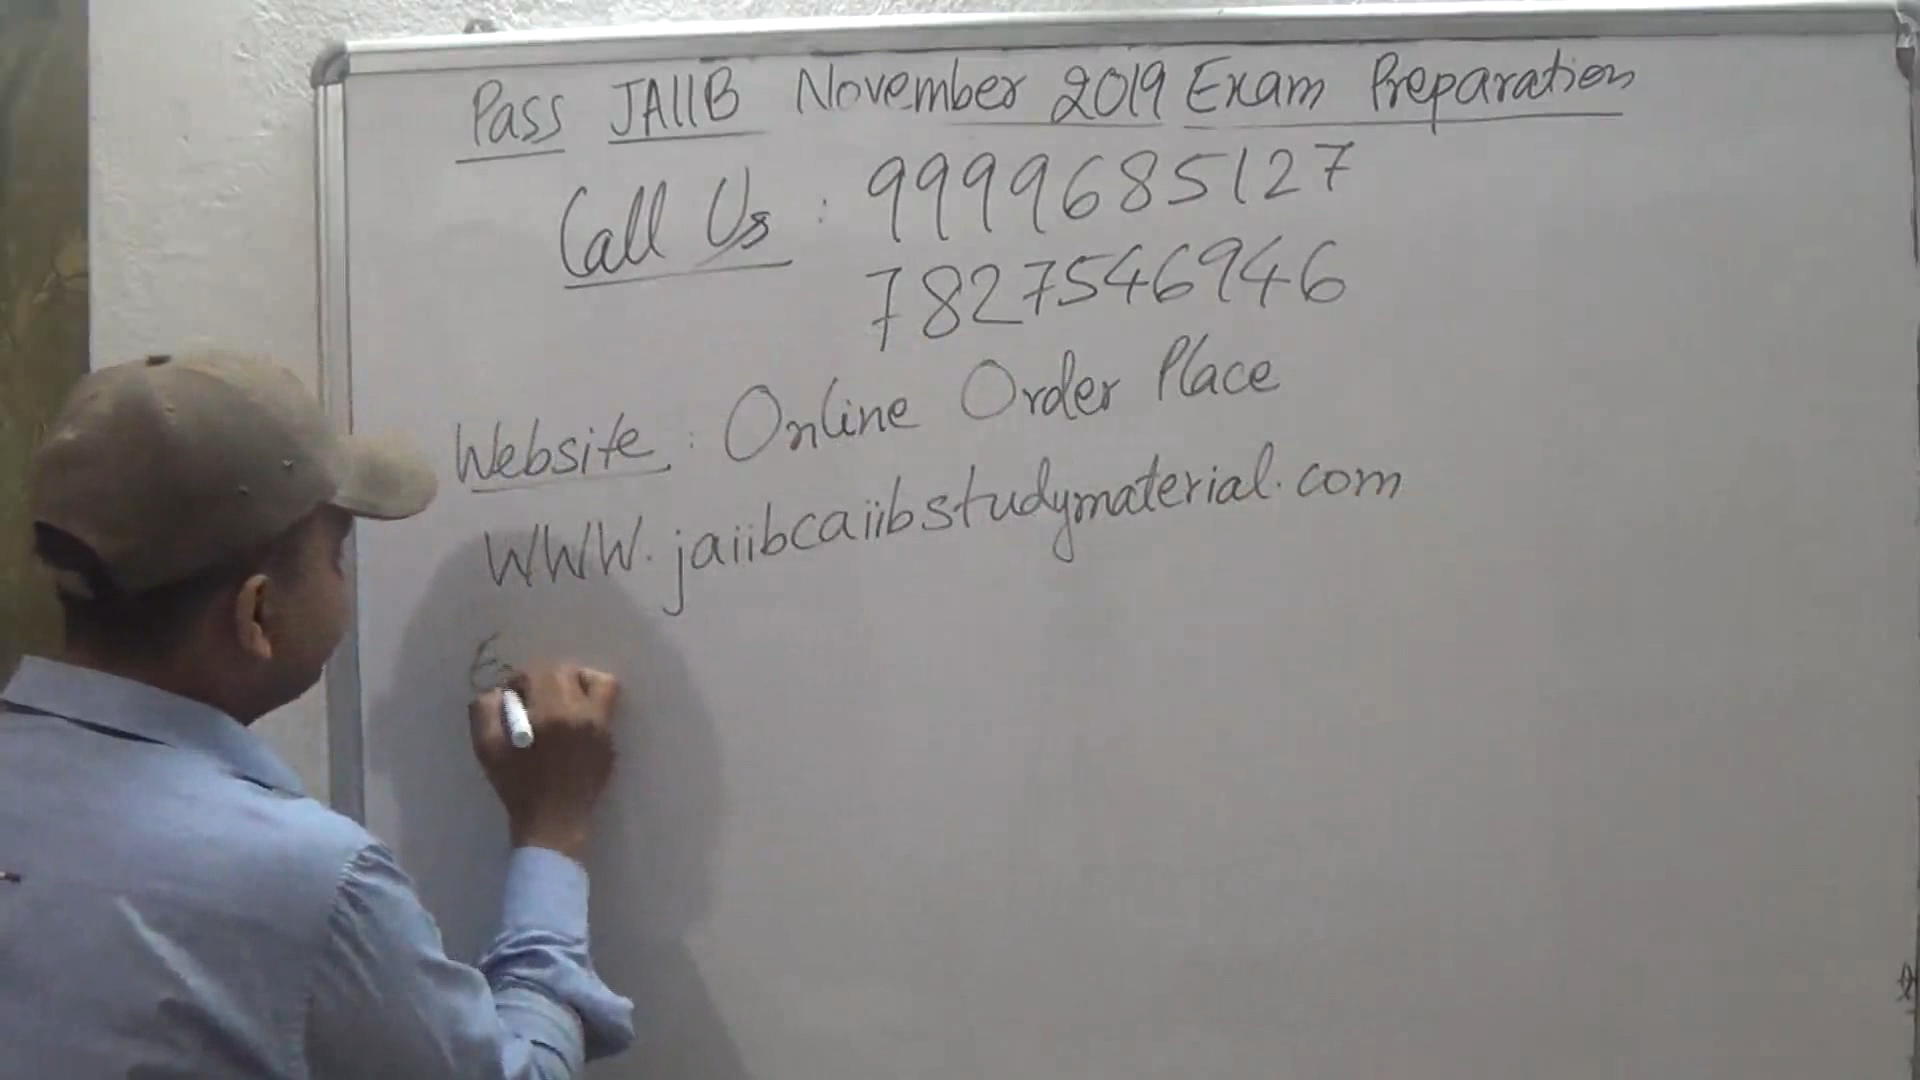 Pass JAIIB November 2019 Exam Preparation
Call Us : 9999685127
7827546946
Website : Online Order Place
WWW.jaiibcaiibstudymaterial.com